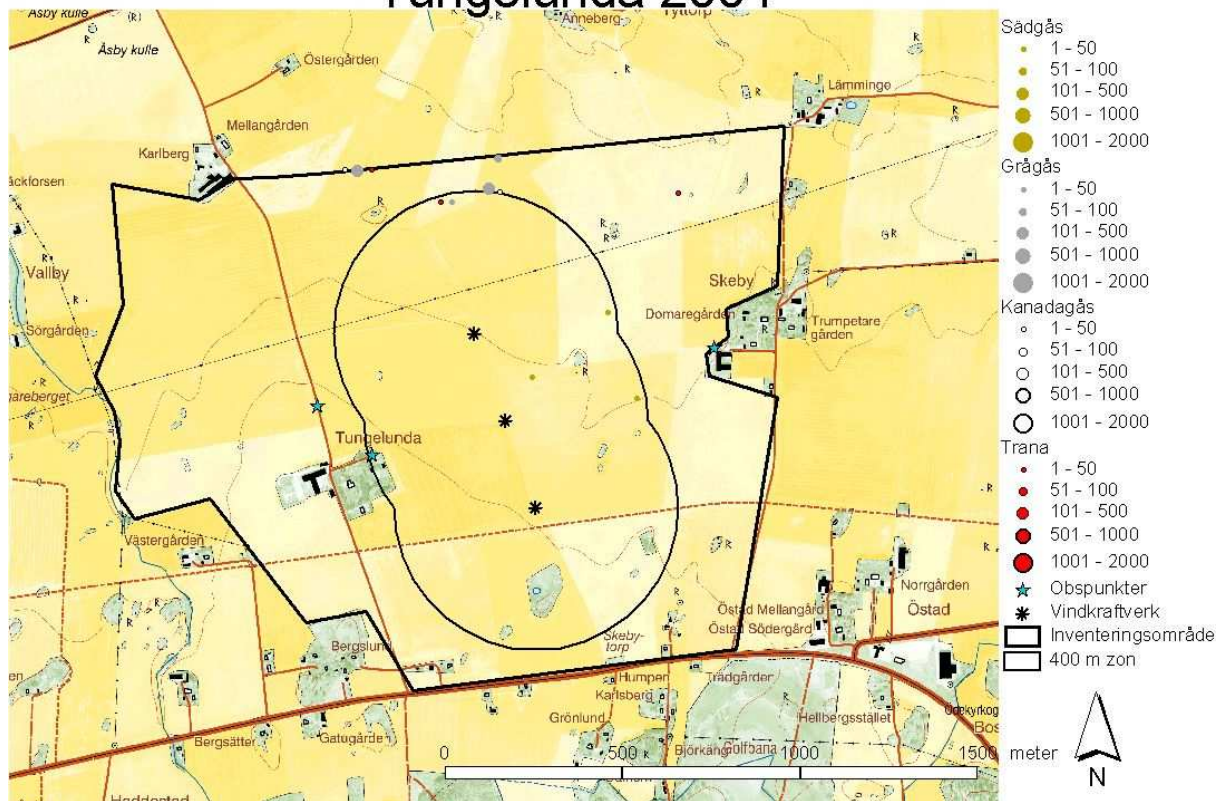 Tungelunda 2001
Åsby kulle
Åsby kulle
R
Anneberg
Tyttorp
R
Östergården
Lämminge
Mellangården
Karlberg
Vallby
Sörgården
Skeby
Domaregården
Trumpetare
gården
Tungelunda
Västergården
Norrgården
Östad Mellangård
Östad
Östad Södergård
Skeby-
torp
Bergslund
Humpen
Trädgården
Karlsberg
Grönlund
Hellbergsstället
Bergsätter
Gatugården
Golfbana
Sädgås
1 - 50
51 - 100
101 - 500
501 - 1000
1001 - 2000
Grågås
1 - 50
51 - 100
101 - 500
501 - 1000
1001 - 2000
Kanadagås
1 - 50
51 - 100
101 - 500
501 - 1000
1001 - 2000
Trana
1 - 50
51 - 100
101 - 500
501 - 1000
1001 - 2000
Obspunkter
Vindkraftverk
Inventeringsområde
400 m zon
0 500 1000 1500 meter
N